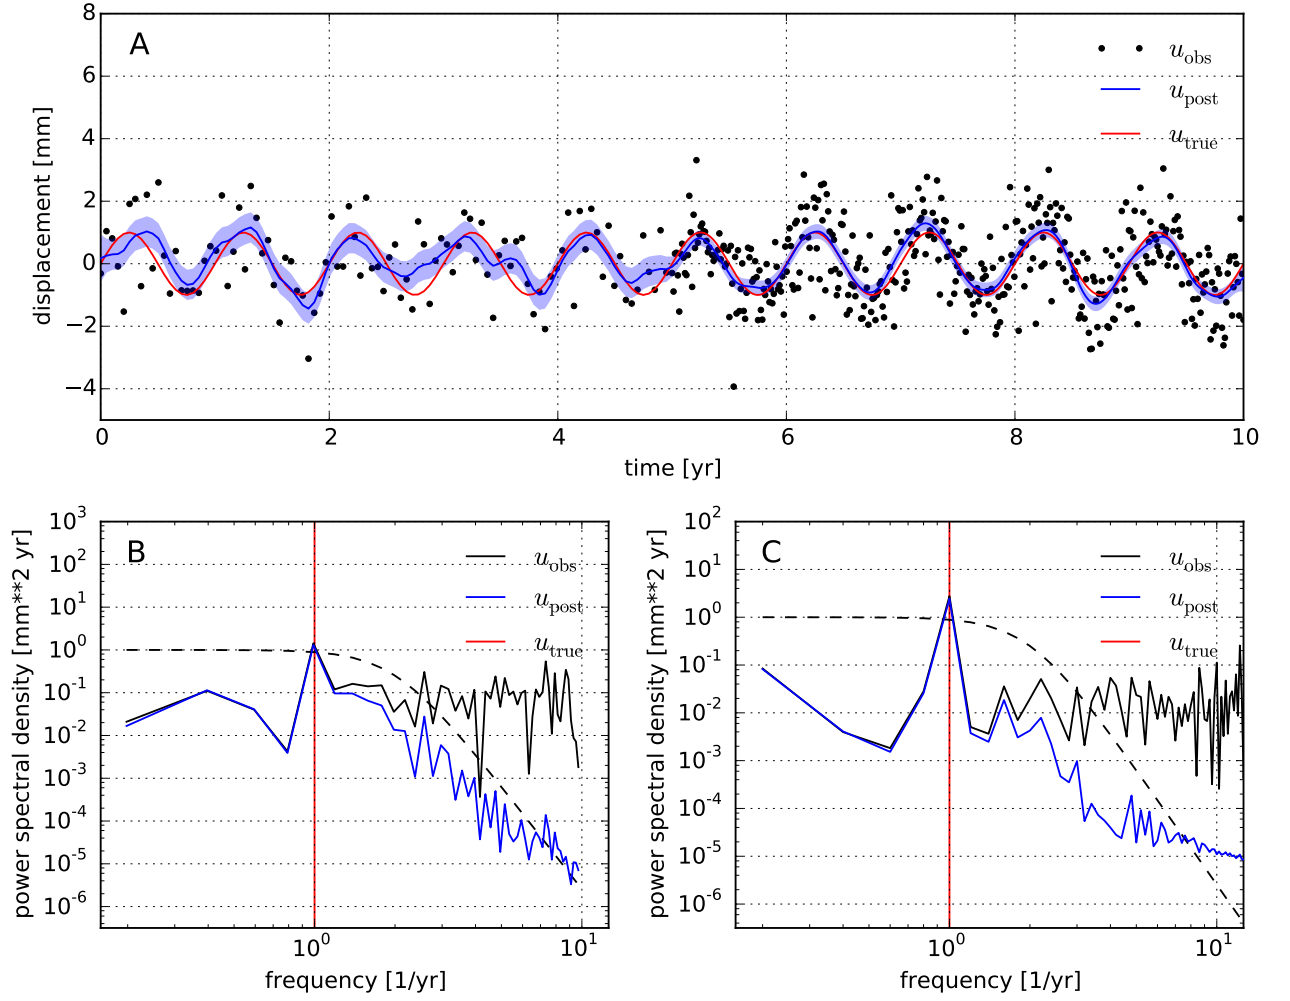 A
u_obs
u_post
u_true
displacement [mm]
8
6
4
2
0
−2
−4
0 2 4 6 8 10
time [yr]
B
u_obs
u_post
u_true
power spectral density [mm**2 yr]
10^3
10^2
10^1
10^0
10^-1
10^-2
10^-3
10^-4
10^-5
10^-6
10^0 10^1
frequency [1/yr]
C
u_obs
u_post
u_true
power spectral density [mm**2 yr]
10^2
10^1
10^0
10^-1
10^-2
10^-3
10^-4
10^-5
10^-6
10^0 10^1
frequency [1/yr]